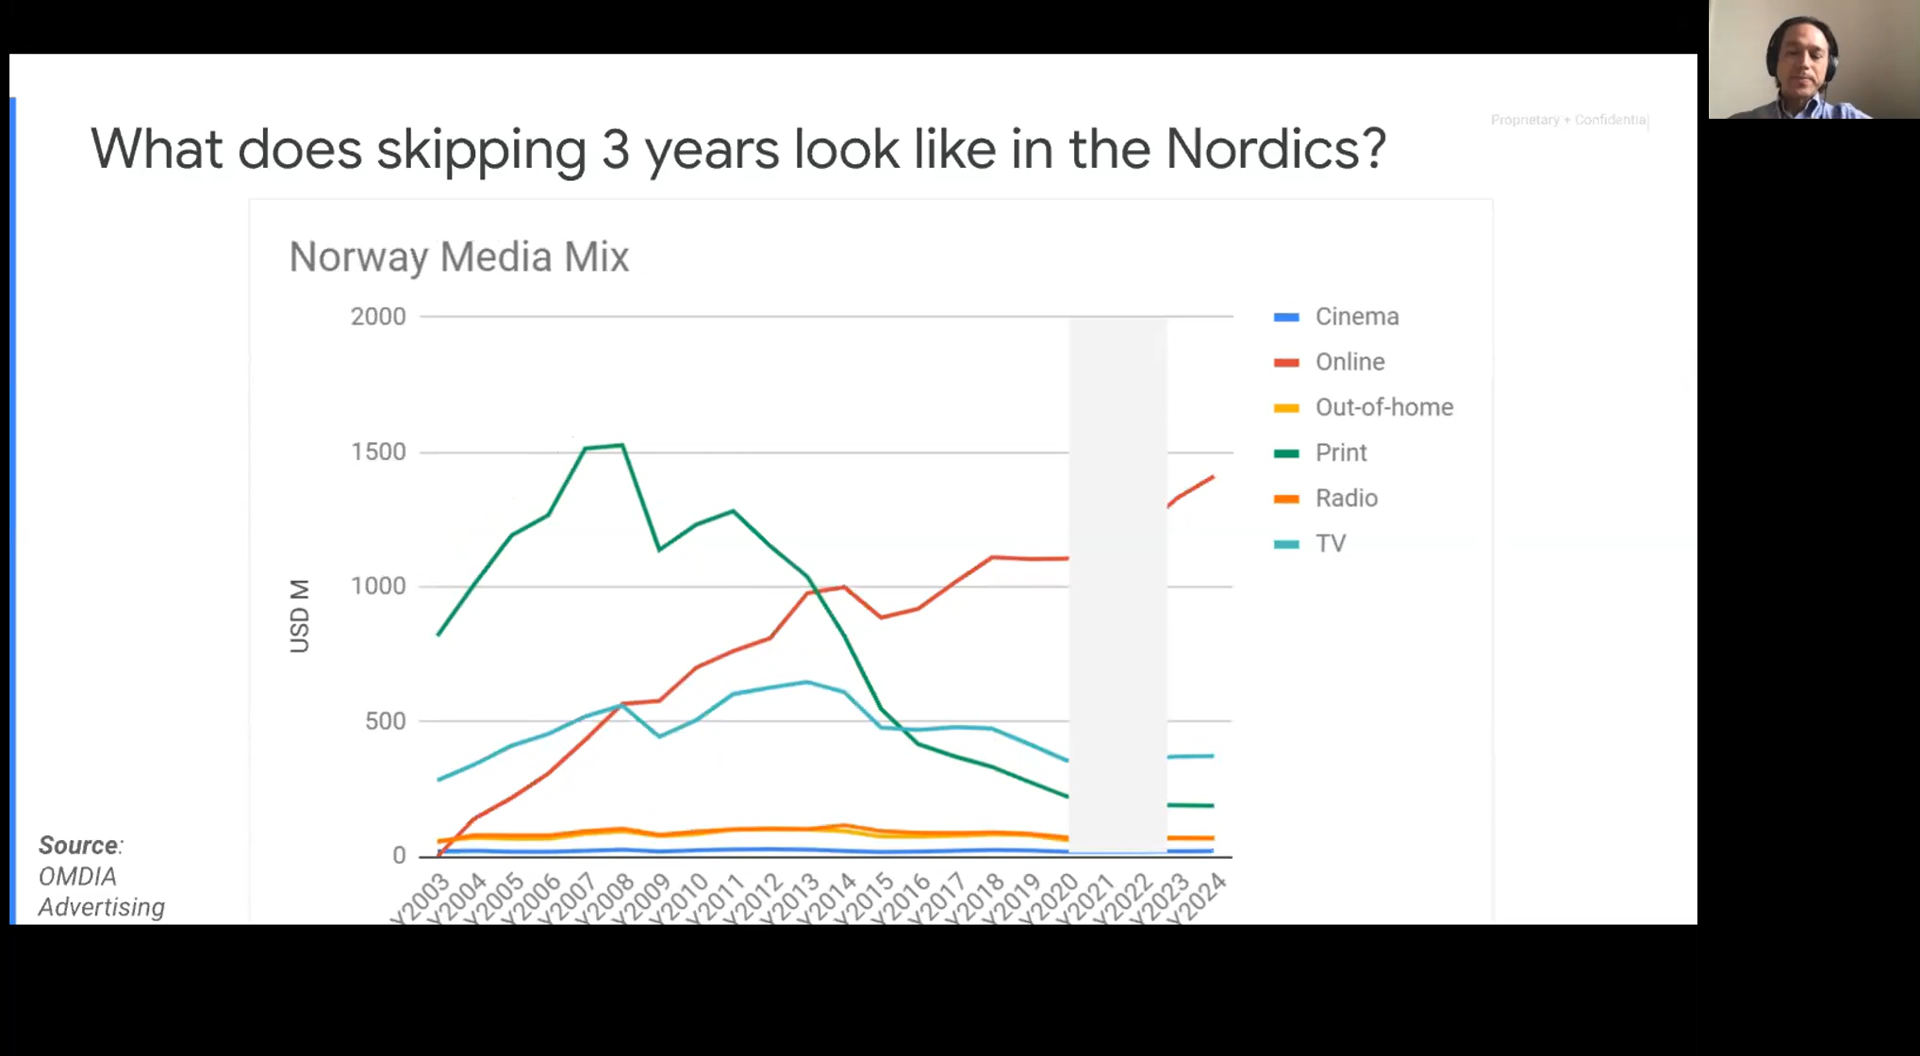 Proprietary + Confidential
What does skipping 3 years look like in the Nordics?
Norway Media Mix
2000
1500
1000
500
0
USD M
Cinema
Online
Out-of-home
Print
Radio
TV
Y2003
Y2004
Y2005
Y2006
Y2007
Y2008
Y2009
Y2010
Y2011
Y2012
Y2013
Y2014
Y2015
Y2016
Y2017
Y2018
Y2019
Y2020
Y2021
Y2022
Y2023
Y2024
Source:
OMDIA
Advertising